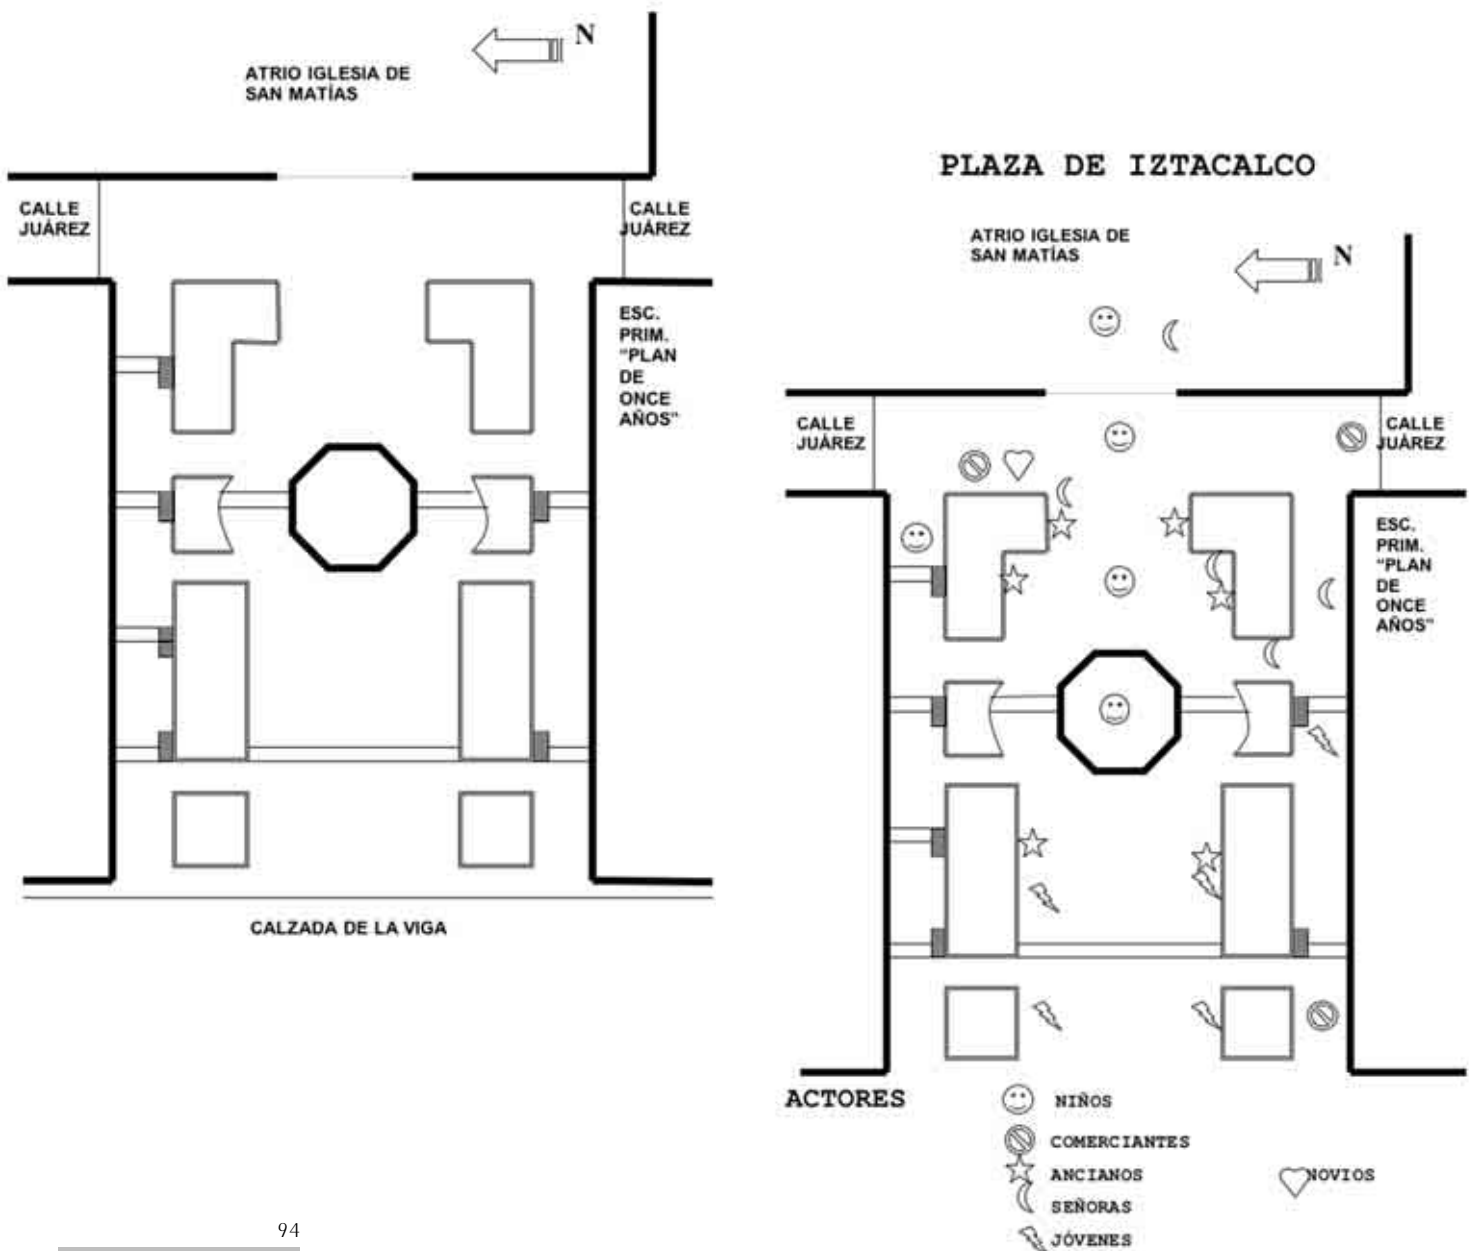 N
ATRIO IGLESIA DE
SAN MATÍAS
CALLE
JUÁREZ
CALLE
JUÁREZ
ESC.
PRIM.
"PLAN
DE
ONCE
AÑOS"
CALZADA DE LA VIGA
94
PLAZA DE IZTACALCO
ATRIO IGLESIA DE
SAN MATÍAS
N
CALLE
JUÁREZ
CALLE
JUÁREZ
ESC.
PRIM.
"PLAN
DE
ONCE
AÑOS"
ACTORES
NIÑOS
COMERCIANTES
ANCIANOS
NOVIOS
SEÑORAS
JÓVENES